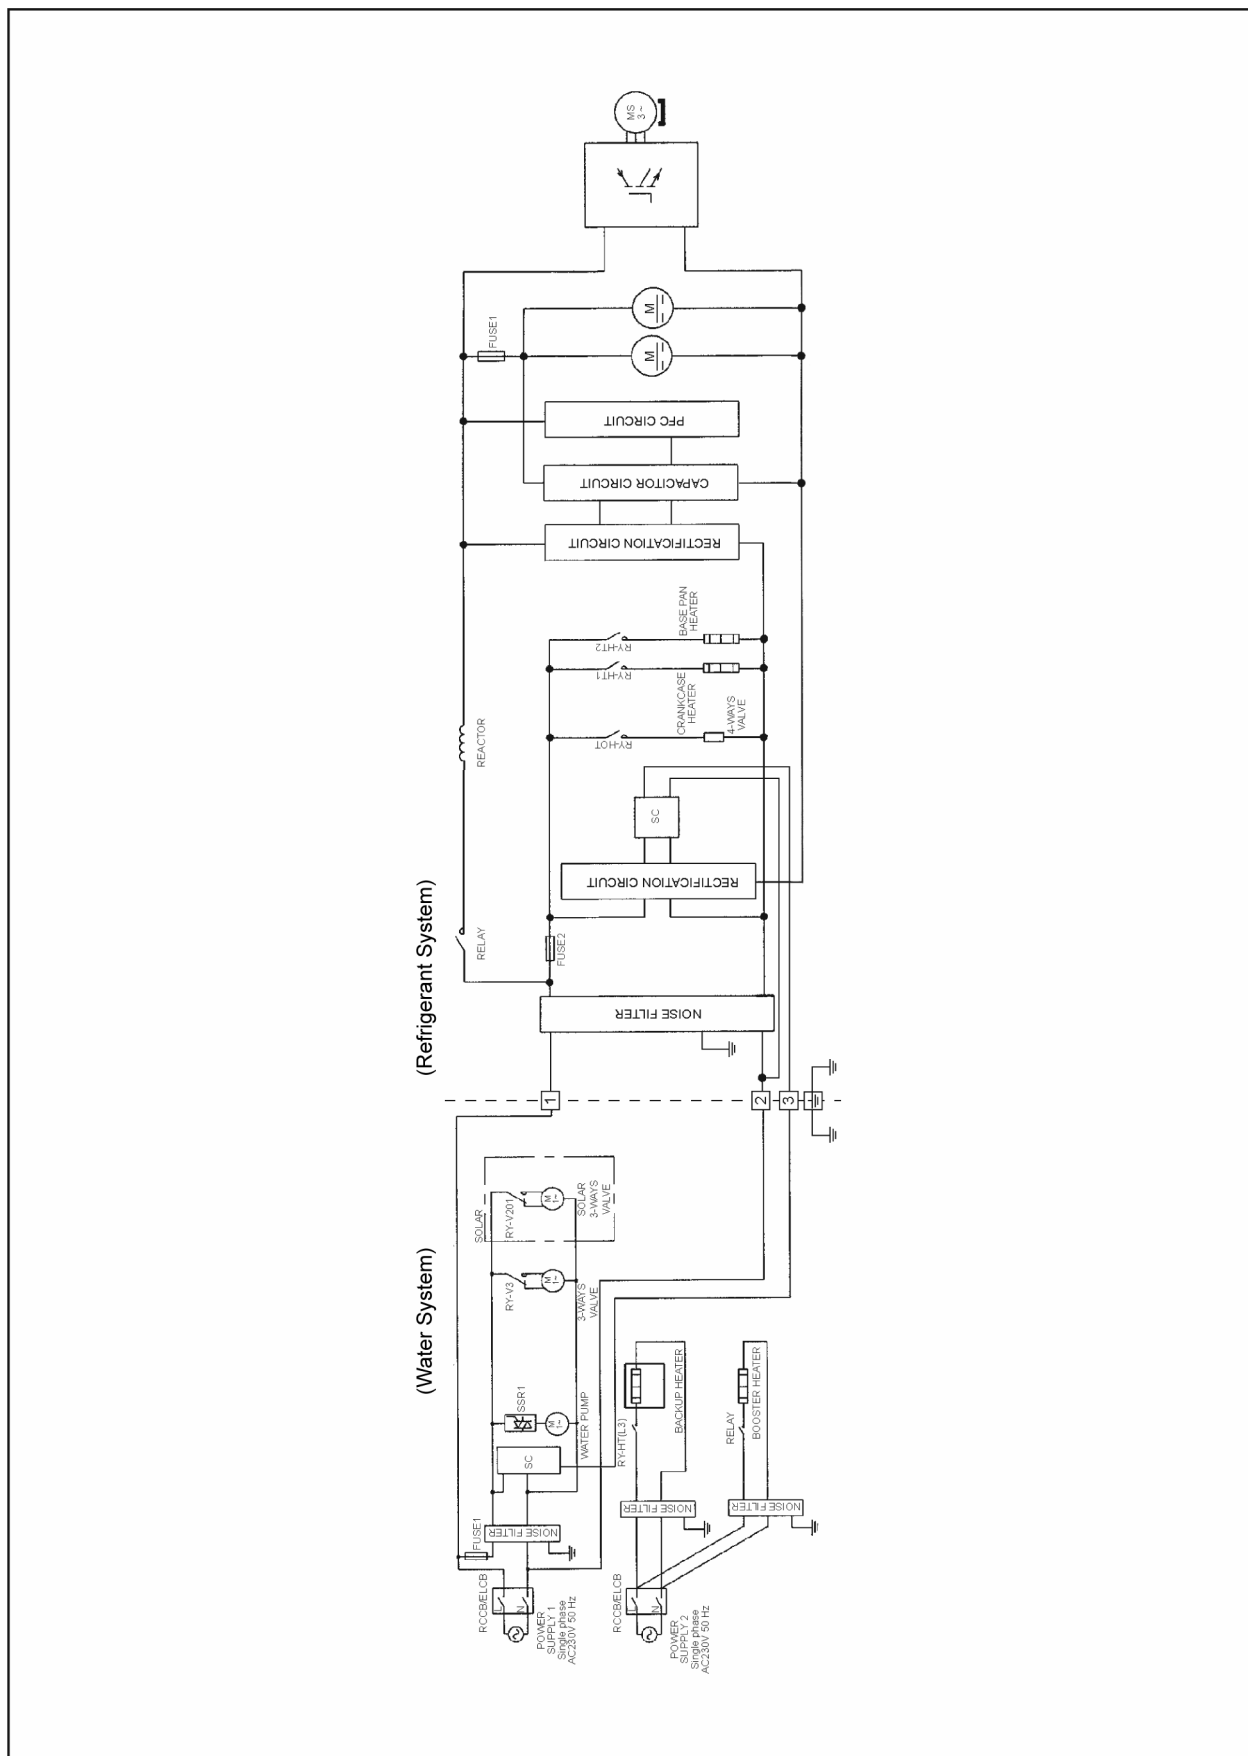 (Water System)
(Refrigerant System)
RCCB/ELCB
L
N
POWER
SUPPLY 1
Single phase
AC230V 50 Hz
FUSE1
NOISE FILTER
SC
SSR1
M
1~
WATER PUMP
RY-V3
M
1~
3-WAYS
VALVE
SOLAR
RY-V201
M
1~
SOLAR
3-WAYS
VALVE
RCCB/ELCB
L
N
POWER
SUPPLY 2
Single phase
AC230V 50 Hz
NOISE FILTER
RY-HT(L3)
BACKUP HEATER
NOISE FILTER
RELAY
BOOSTER HEATER
1
2
3
NOISE FILTER
RELAY
FUSE2
RECTIFICATION CIRCUIT
SC
REACTOR
RY-HOT
4-WAYS
VALVE
RY-HT1
CRANKCASE
HEATER
RY-HT2
BASE PAN
HEATER
RECTIFICATION CIRCUIT
CAPACITOR CIRCUIT
PFC CIRCUIT
FUSE1
M
M
MS
3 ~